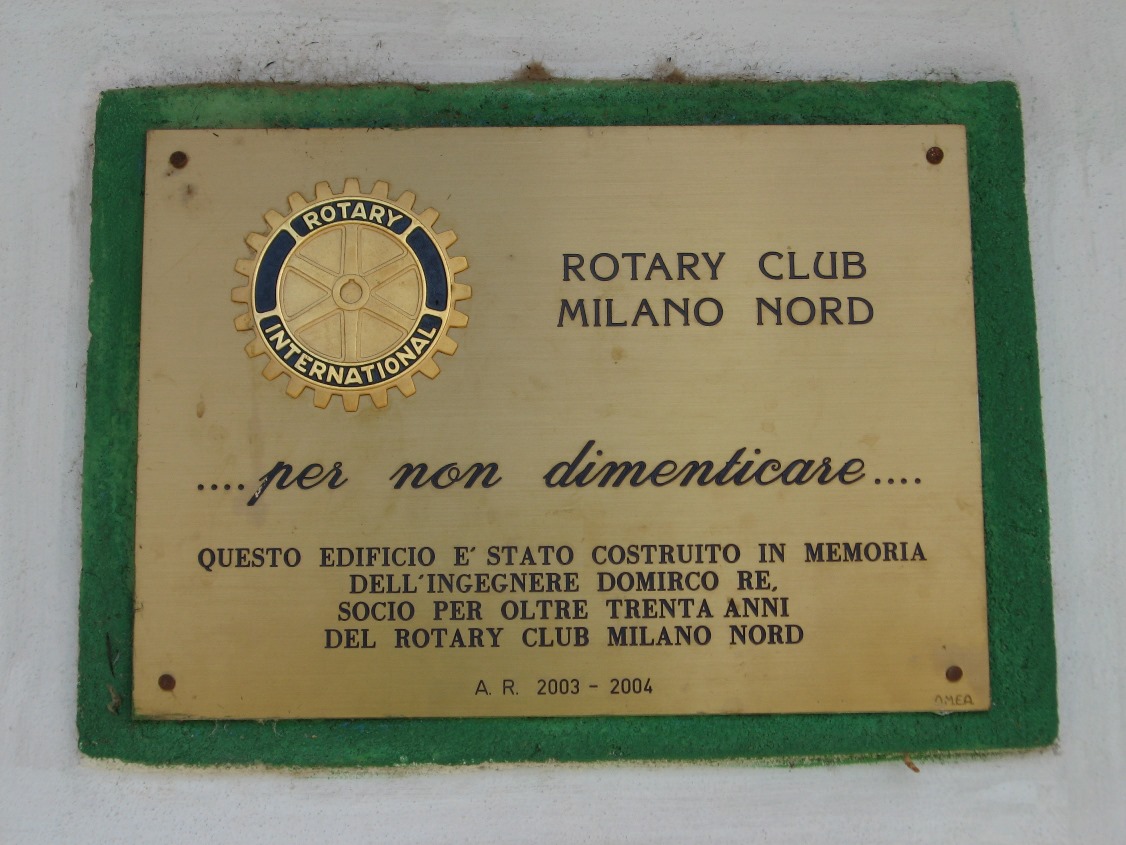 ROTARY
INTERNATIONAL
ROTARY CLUB
MILANO NORD
....per non dimenticare....
QUESTO EDIFICIO E' STATO COSTRUITO IN MEMORIA
DELL'INGEGNERE DOMIRCO RE,
SOCIO PER OLTRE TRENTA ANNI
DEL ROTARY CLUB MILANO NORD
A. R. 2003 - 2004
OMEA